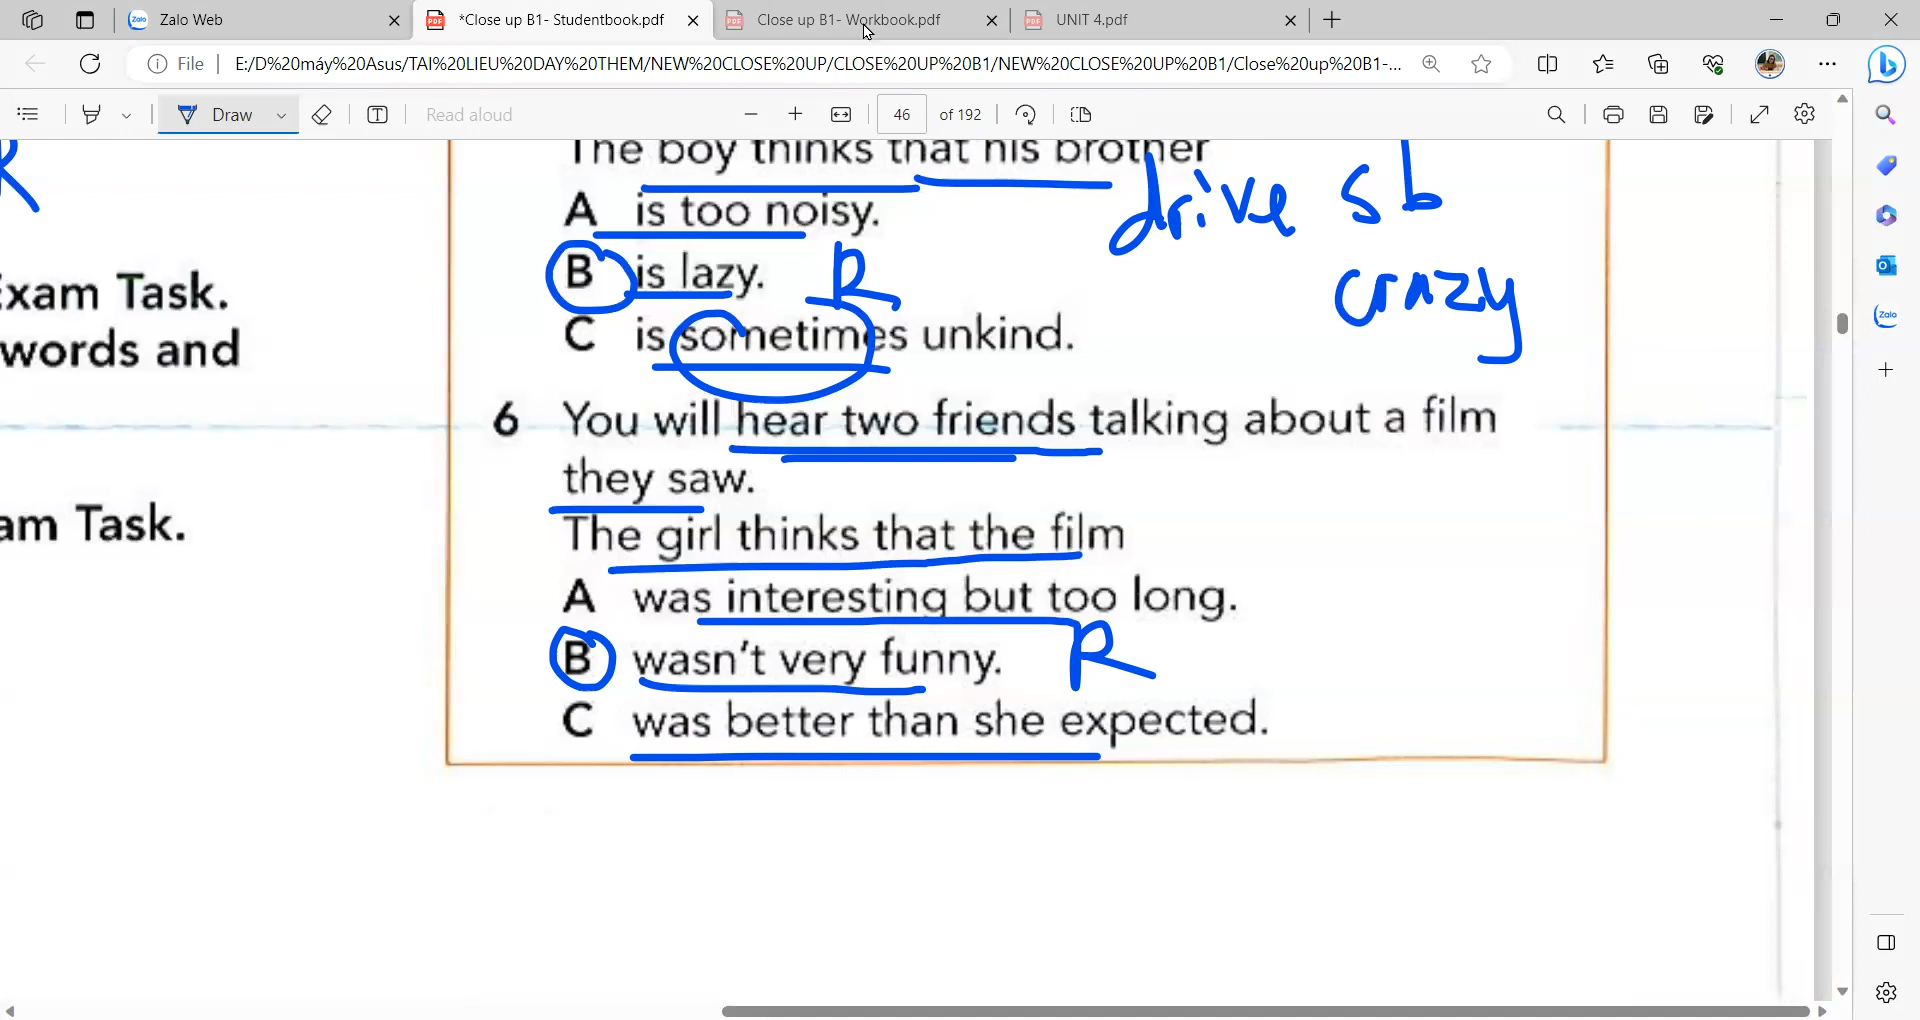 Zalo Web
*Close up B1- Studentbook.pdf
Close up B1- Workbook.pdf
UNIT 4.pdf
File
E:/D%20máy%20Asus/TAI%20LIEU%20DAY%20THEM/NEW%20CLOSE%20UP/CLOSE%20UP%20B1/NEW%20CLOSE%20UP%20B1/Close%20up%20B1-...
Draw
Read aloud
46 of 192
The boy thinks that his brother
A is too noisy.
B is lazy.
R
C is sometimes unkind.
drive sb
crazy
R
Exam Task.
words and
am Task.
6 You will hear two friends talking about a film
they saw.
The girl thinks that the film
A was interesting but too long.
B wasn't very funny.
R
C was better than she expected.
Zalo